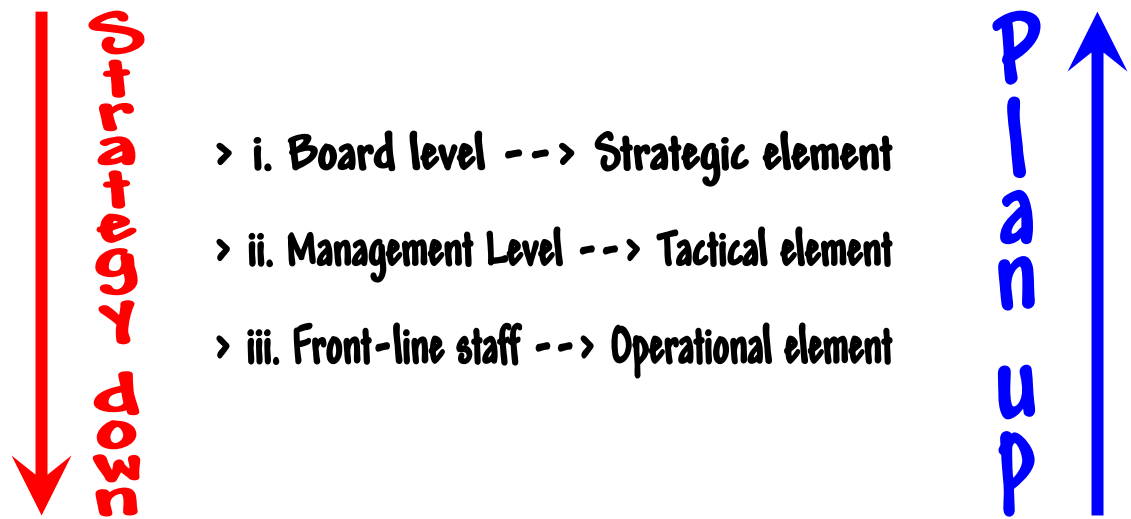 Strategy down
> i. Board level --> Strategic element
> ii. Management Level --> Tactical element
> iii. Front-line staff --> Operational element
Plan up